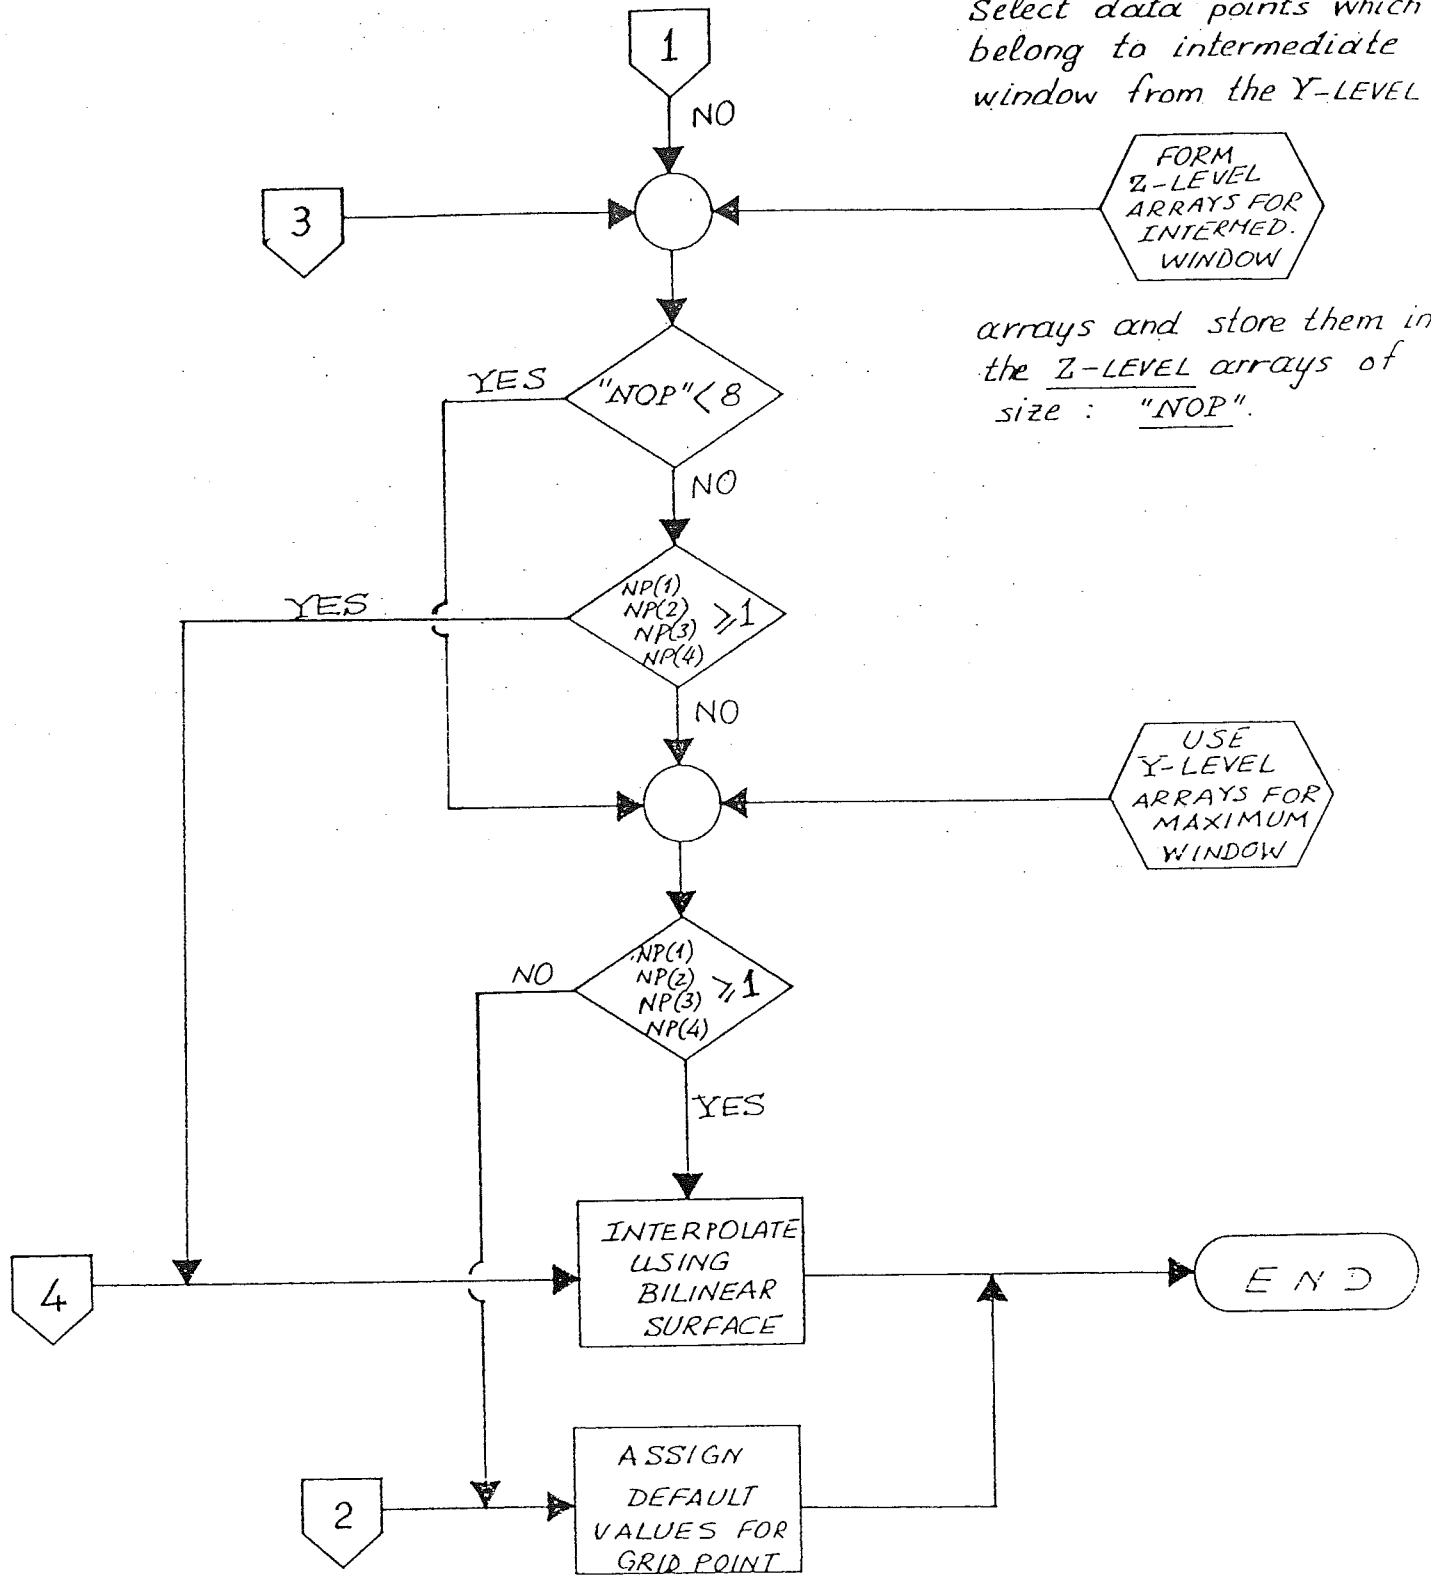 Select data points which
belong to intermediate
window from the Y-LEVEL
1
NO
FORM
Z-LEVEL
ARRAYS FOR
INTERMED.
WINDOW
3
arrays and store them in
the Z-LEVEL arrays of
size : "NOP".
YES
"NOP"<8
NO
YES
NP(1)
NP(2)
NP(3)
NP(4)
⩾1
NO
USE
Y-LEVEL
ARRAYS FOR
MAXIMUM
WINDOW
NO
NP(1)
NP(2)
NP(3)
NP(4)
⩾1
YES
INTERPOLATE
USING
BILINEAR
SURFACE
END
4
ASSIGN
DEFAULT
VALUES FOR
GRID POINT
2